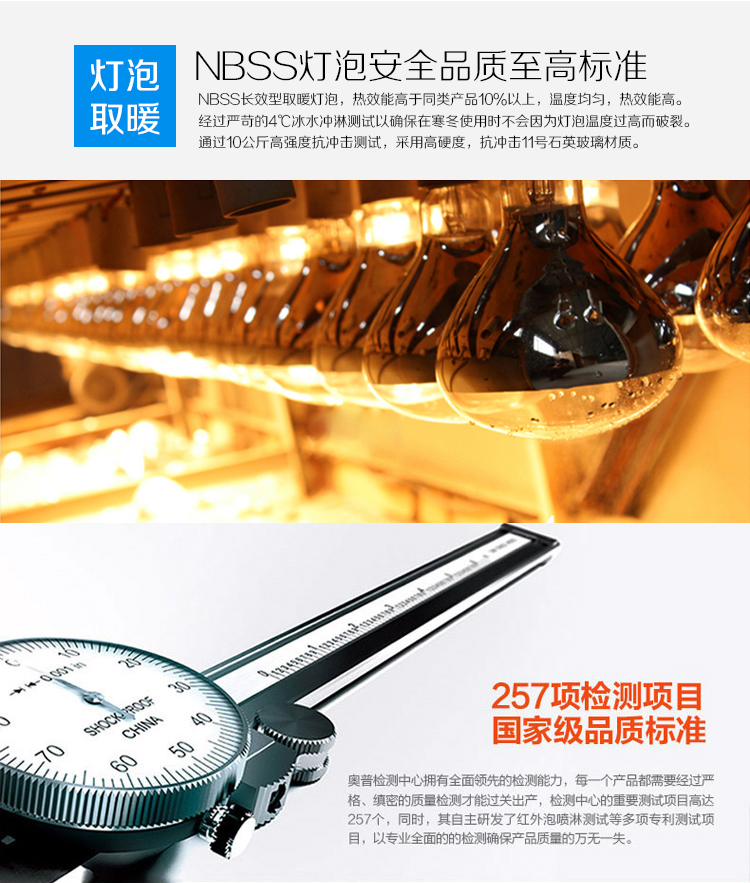 灯泡
取暖
NBSS灯泡安全品质至高标准
NBSS长效型取暖灯泡，热效能高于同类产品10%以上，温度均匀，热效能高。
经过严苛的4℃冰水冲淋测试以确保在寒冬使用时不会因为灯泡温度过高而破裂。
通过10公斤高强度抗冲击测试，采用高硬度，抗冲击11号石英玻璃材质。
0.001 in
10
20
30
40
50
60
70
SHOCKPROOF
CHINA
257项检测项目
国家级品质标准
奥普检测中心拥有全面领先的检测能力，每一个产品都需要经过严
格、缜密的质量检测才能过关出产，检测中心的重要测试项目高达
257个，同时，其自主研发了红外泡喷淋测试等多项专利测试项
目，以专业全面的的检测确保产品质量的万无一失。